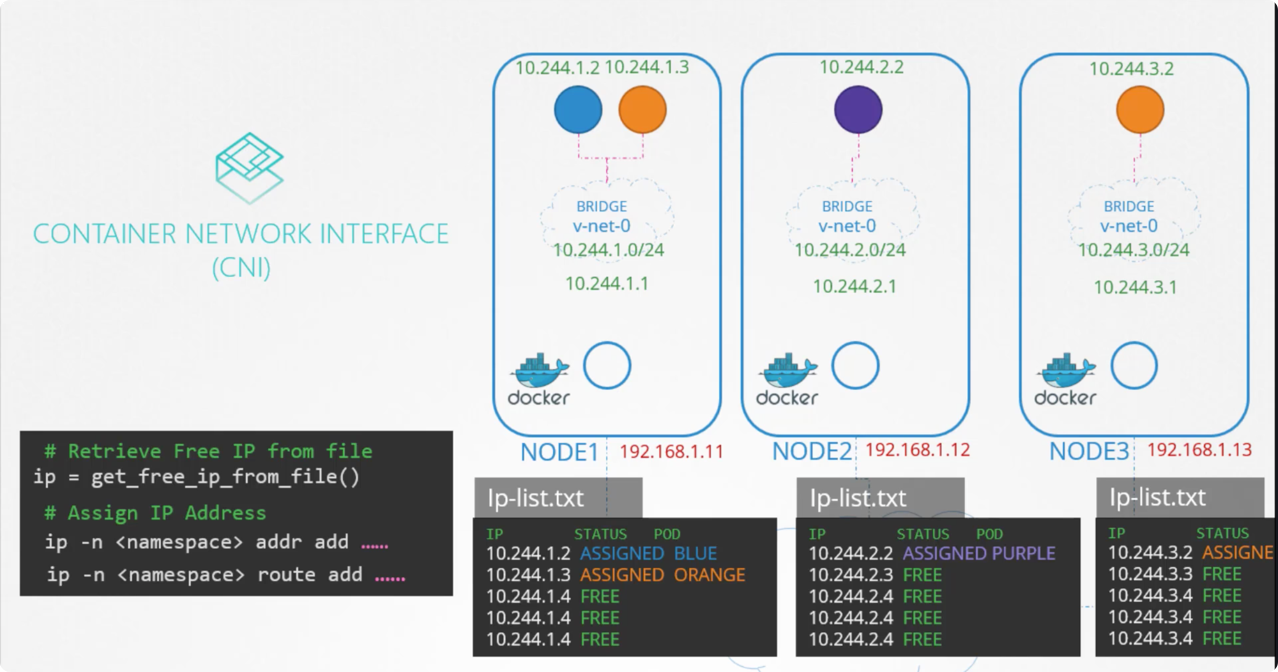 CONTAINER NETWORK INTERFACE
(CNI)
# Retrieve Free IP from file
ip = get_free_ip_from_file()
# Assign IP Address
ip -n <namespace> addr add ……
ip -n <namespace> route add ……
10.244.1.2 10.244.1.3
BRIDGE
v-net-0
10.244.1.0/24
10.244.1.1
docker
NODE1 192.168.1.11
Ip-list.txt
IP STATUS POD
10.244.1.2 ASSIGNED BLUE
10.244.1.3 ASSIGNED ORANGE
10.244.1.4 FREE
10.244.1.4 FREE
10.244.1.4 FREE
10.244.2.2
BRIDGE
v-net-0
10.244.2.0/24
10.244.2.1
docker
NODE2 192.168.1.12
Ip-list.txt
IP STATUS POD
10.244.2.2 ASSIGNED PURPLE
10.244.2.3 FREE
10.244.2.4 FREE
10.244.2.4 FREE
10.244.2.4 FREE
10.244.3.2
BRIDGE
v-net-0
10.244.3.0/24
10.244.3.1
docker
NODE3 192.168.1.13
Ip-list.txt
IP STATUS
10.244.3.2 ASSIGNE
10.244.3.3 FREE
10.244.3.4 FREE
10.244.3.4 FREE
10.244.3.4 FREE